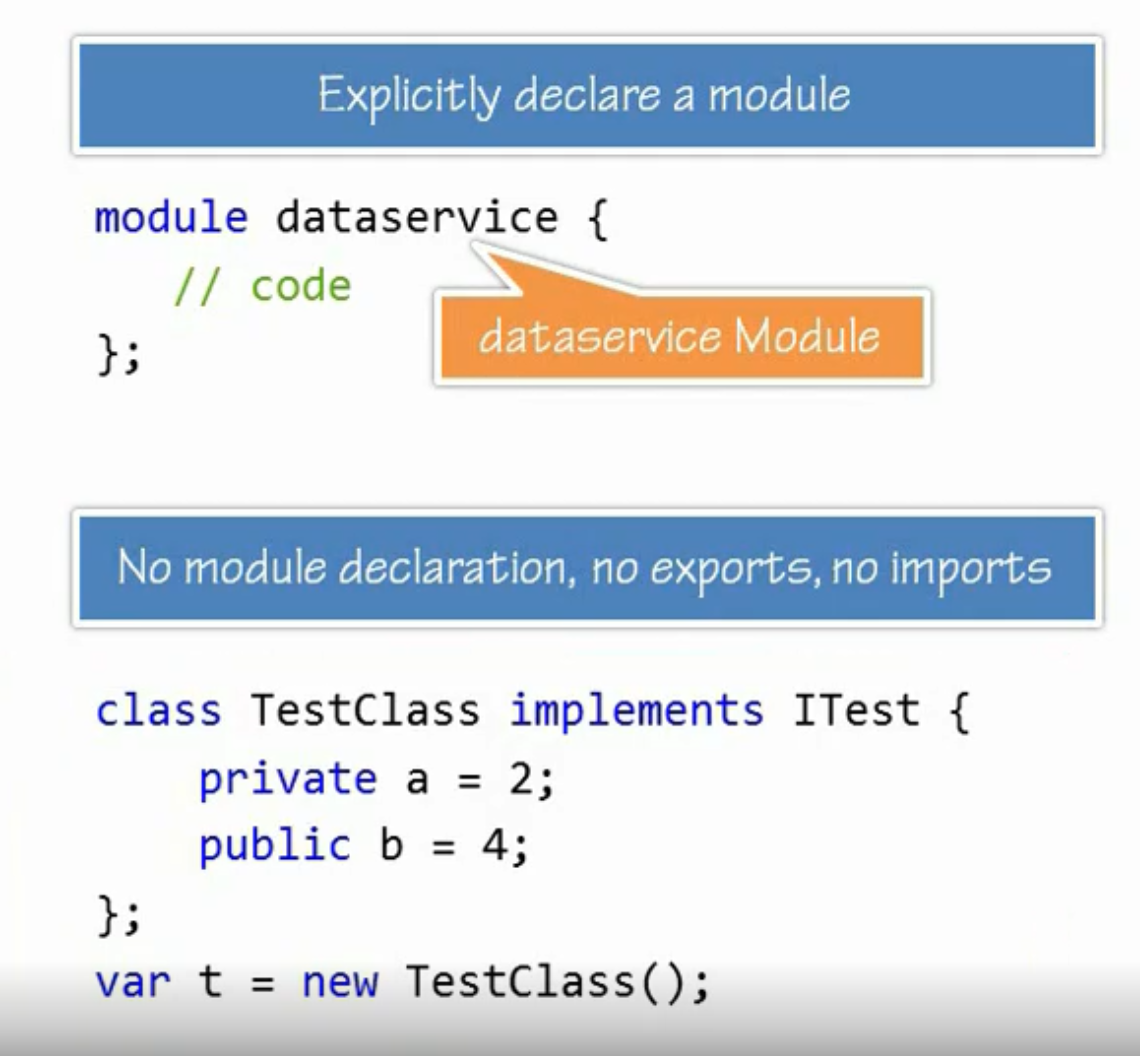 Explicitly declare a module
module dataservice {
// code
dataservice Module
};
No module declaration, no exports, no imports
class TestClass implements ITest {
private a = 2;
public b = 4;
};
var t = new TestClass();